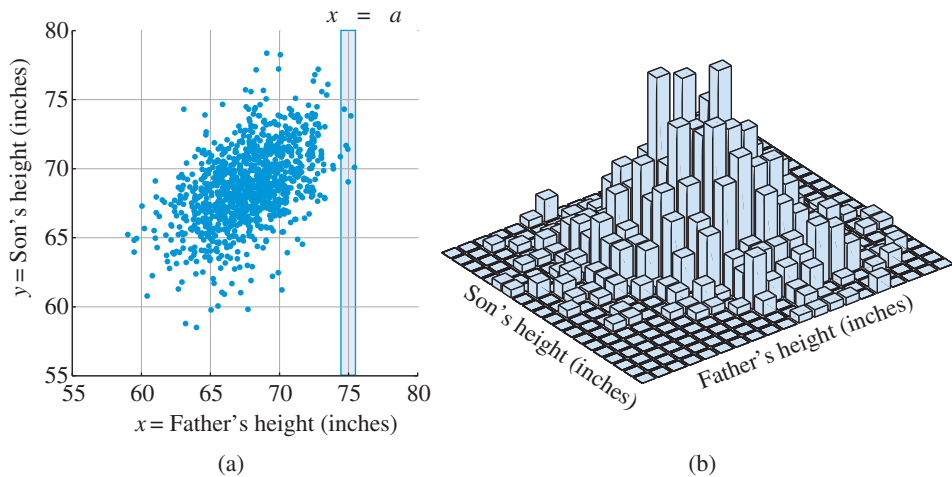 x = a
80
75
70
65
60
55
55 60 65 70 75 80
y = Son's height (inches)
x = Father's height (inches)
(a)
Son's height (inches)
Father's height (inches)
(b)